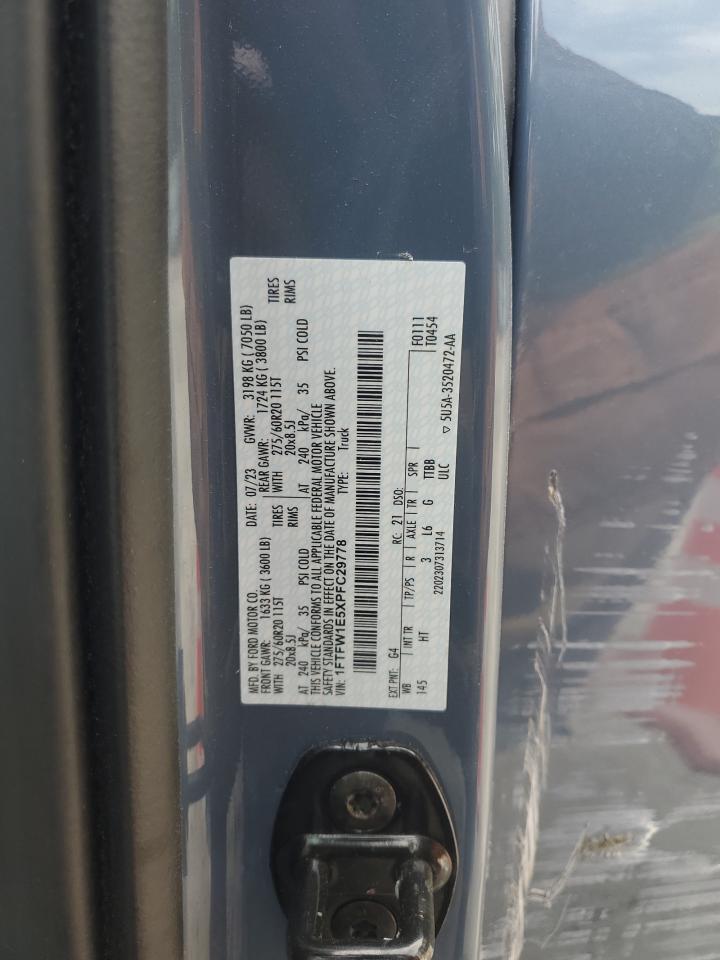 MFD. BY FORD MOTOR CO.
DATE: 07/23 GVWR: 3198 KG ( 7050 LB)
FRONT GAWR: 1633 KG ( 3600 LB) REAR GAWR: 1724 KG ( 3800 LB)
WITH 275/60R20 115T TIRES WITH 275/60R20 115T TIRES
20x8.5J RIMS 20x8.5J RIMS
AT 240 kPa/ 35 PSI COLD AT 240 kPa/ 35 PSI COLD
THIS VEHICLE CONFORMS TO ALL APPLICABLE FEDERAL MOTOR VEHICLE
SAFETY STANDARDS IN EFFECT ON THE DATE OF MANUFACTURE SHOWN ABOVE.
VIN: 1FTFW1E5XPFC29778 TYPE: Truck
EXT PNT: G4 RC: 21 DSO: F0111
WB INT TR TP/PS R AXLE TR SPR T0454
145 HT 3 L6 G TTBB
2202307313714 ULC
▽ 5U5A-3520472-AA